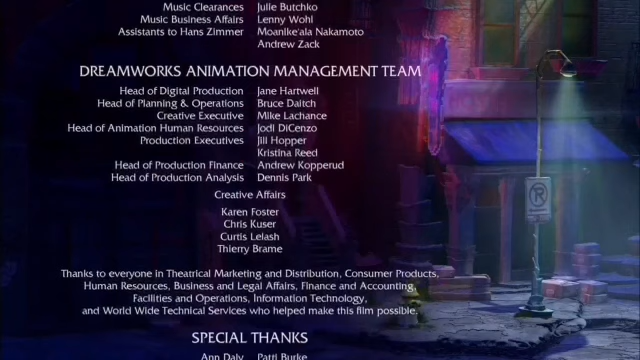 Music Clearances Julie Butchko
Music Business Affairs Lenny Wohl
Assistants to Hans Zimmer Moanike'ala Nakamoto
Andrew Zack
DREAMWORKS ANIMATION MANAGEMENT TEAM
Head of Digital Production Jane Hartwell
Head of Planning & Operations Bruce Daitch
Creative Executive Mike Lachance
Head of Animation Human Resources Jodi DiCenzo
Production Executives Jill Hopper
Kristina Reed
Head of Production Finance Andrew Kopperud
Head of Production Analysis Dennis Park
Creative Affairs
Karen Foster
Chris Kuser
Curtis Lelash
Thierry Brame
Thanks to everyone in Theatrical Marketing and Distribution, Consumer Products,
Human Resources, Business and Legal Affairs, Finance and Accounting,
Facilities and Operations, Information Technology,
and World Wide Technical Services who helped make this film possible.
SPECIAL THANKS
Ann Daly Patti Burke